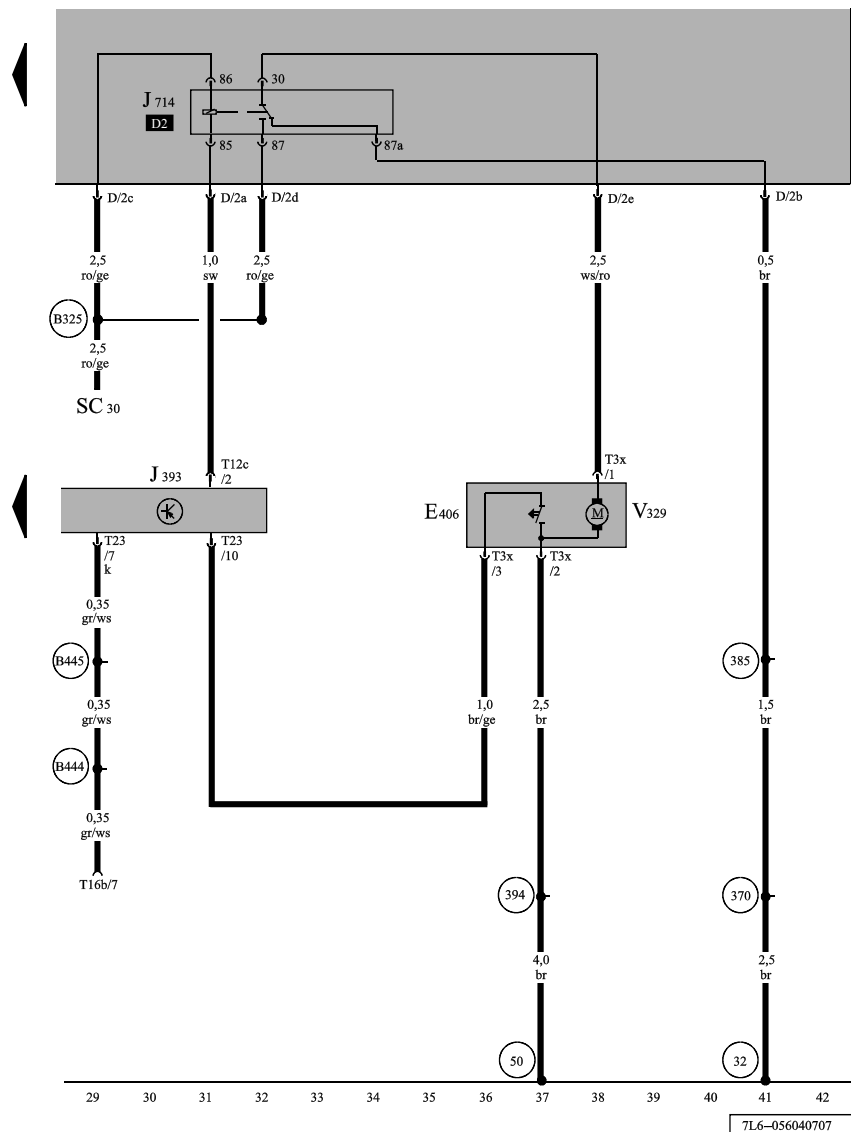 86 30
J 714
D2
85 87 87a
D/2c D/2a D/2d D/2e D/2b
2,5 1,0 2,5 2,5 0,5
ro/ge sw ro/ge ws/ro br
B325
2,5
ro/ge
SC 30
J 393 T12c
/2
T3x
/1
E406 V329
M
T23 T23 T3x T3x
/7 /10 /3 /2
k
0,35
gr/ws
B445 385
0,35 1,0 2,5 1,5
gr/ws br/ge br br
B444
0,35
gr/ws
T16b/7
394 370
4,0 2,5
br br
50 32
29 30 31 32 33 34 35 36 37 38 39 40 41 42
7L6–056040707